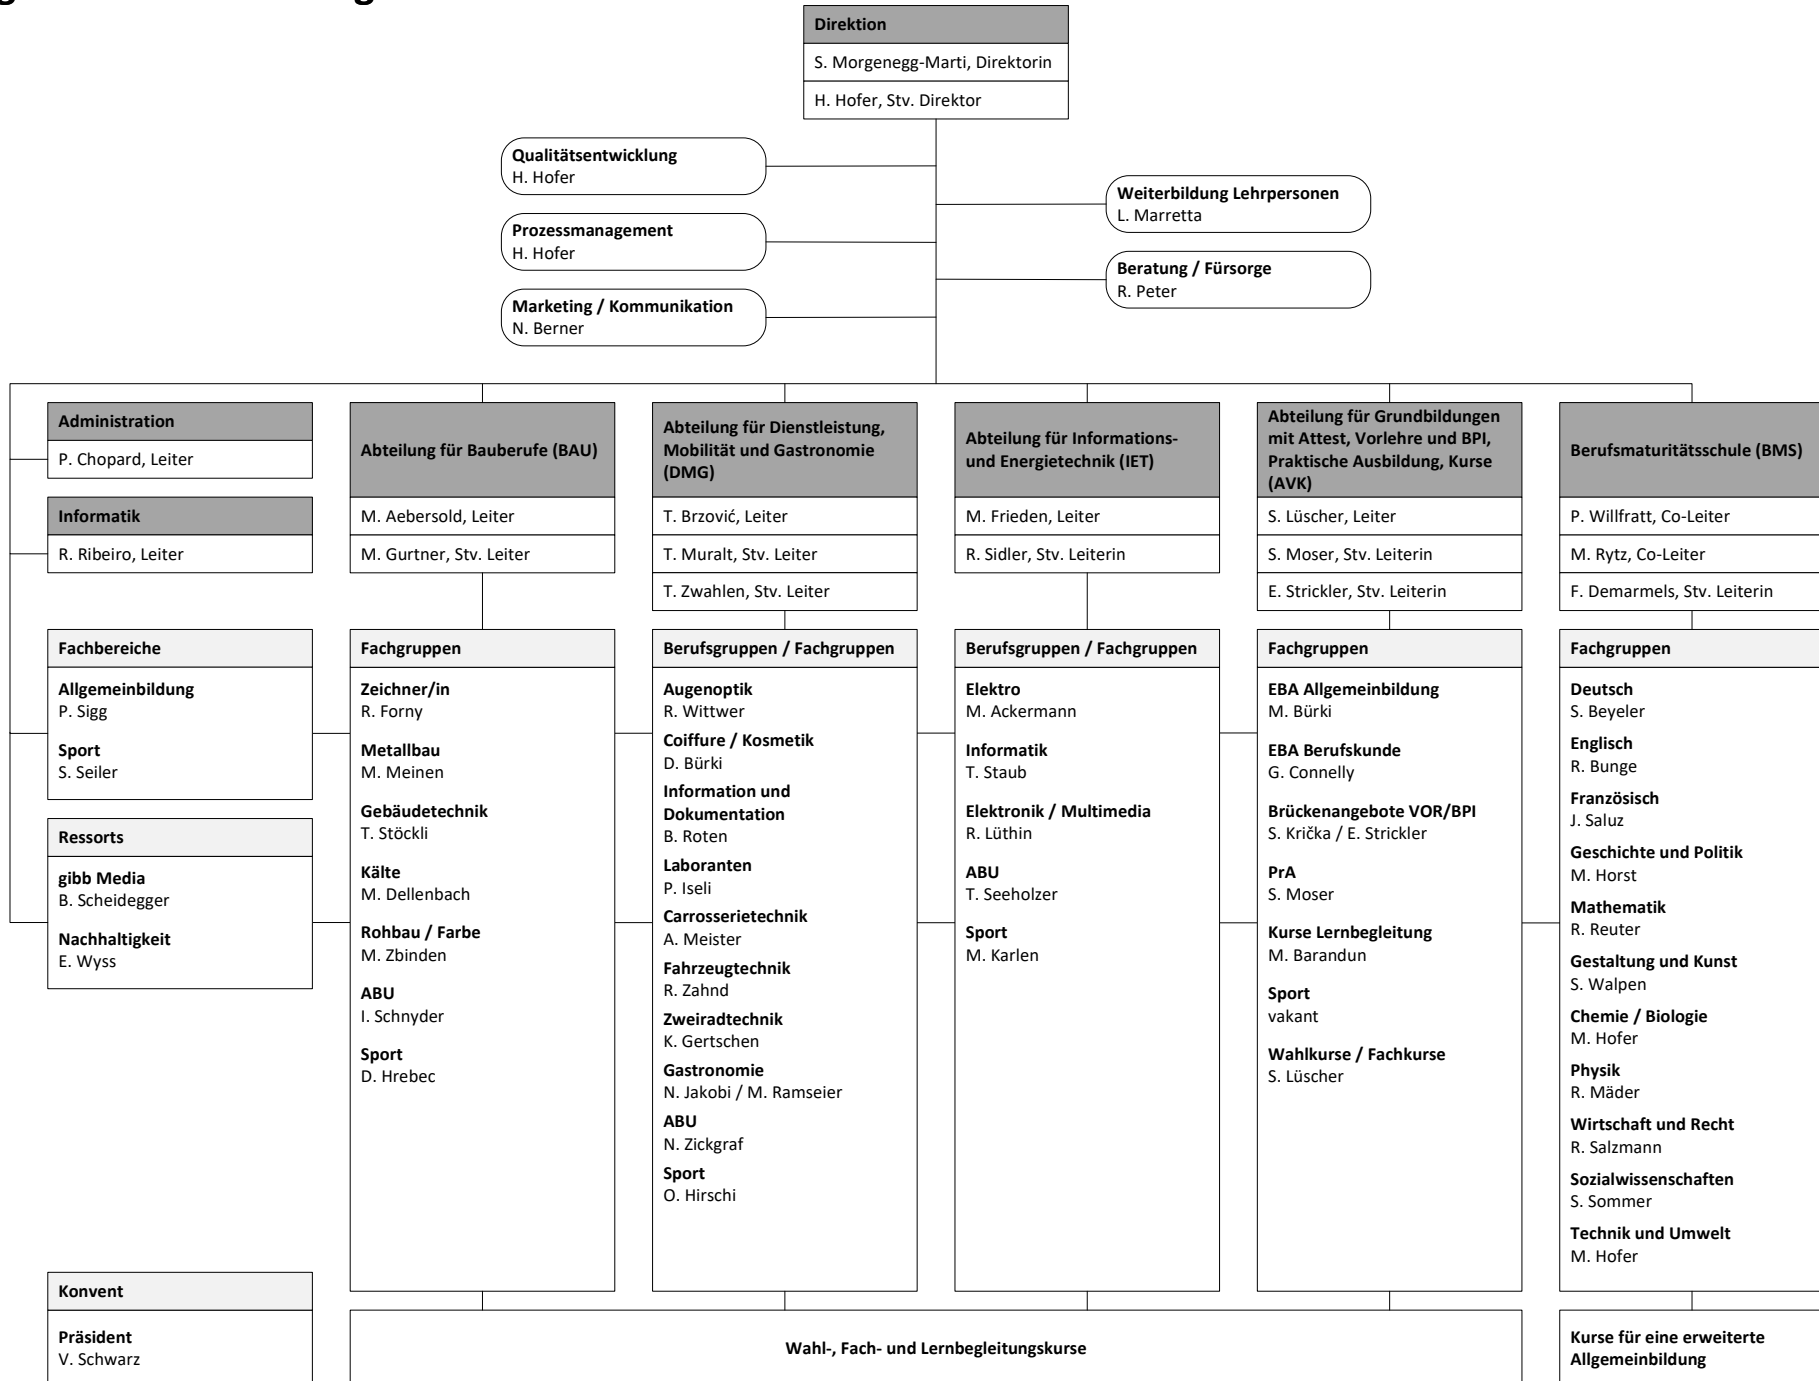 Direktion
S. Morgenegg-Marti, Direktorin
H. Hofer, Stv. Direktor
Qualitätsentwicklung
H. Hofer
Prozessmanagement
H. Hofer
Marketing / Kommunikation
N. Berner
Weiterbildung Lehrpersonen
L. Marretta
Beratung / Fürsorge
R. Peter
Administration
P. Chopard, Leiter
Informatik
R. Ribeiro, Leiter
Fachbereiche
Allgemeinbildung
P. Sigg
Sport
S. Seiler
Ressorts
gibb Media
B. Scheidegger
Nachhaltigkeit
E. Wyss
Konvent
Präsident
V. Schwarz
Abteilung für Bauberufe (BAU)
M. Aebersold, Leiter
M. Gurtner, Stv. Leiter
Fachgruppen
Zeichner/in
R. Forny
Metallbau
M. Meinen
Gebäudetechnik
T. Stöckli
Kälte
M. Dellenbach
Rohbau / Farbe
M. Zbinden
ABU
I. Schnyder
Sport
D. Hrebec
Abteilung für Dienstleistung,
Mobilität und Gastronomie
(DMG)
T. Brzović, Leiter
T. Muralt, Stv. Leiter
T. Zwahlen, Stv. Leiter
Berufsgruppen / Fachgruppen
Augenoptik
R. Wittwer
Coiffure / Kosmetik
D. Bürki
Information und
Dokumentation
B. Roten
Laboranten
P. Iseli
Carrosserietechnik
A. Meister
Fahrzeugtechnik
R. Zahnd
Zweiradtechnik
K. Gertschen
Gastronomie
N. Jakobi / M. Ramseier
ABU
N. Zickgraf
Sport
O. Hirschi
Abteilung für Informations-
und Energietechnik (IET)
M. Frieden, Leiter
R. Sidler, Stv. Leiterin
Berufsgruppen / Fachgruppen
Elektro
M. Ackermann
Informatik
T. Staub
Elektronik / Multimedia
R. Lüthin
ABU
T. Seeholzer
Sport
M. Karlen
Abteilung für Grundbildungen
mit Attest, Vorlehre und BPI,
Praktische Ausbildung, Kurse
(AVK)
S. Lüscher, Leiter
S. Moser, Stv. Leiterin
E. Strickler, Stv. Leiterin
Fachgruppen
EBA Allgemeinbildung
M. Bürki
EBA Berufskunde
G. Connelly
Brückenangebote VOR/BPI
S. Krička / E. Strickler
PrA
S. Moser
Kurse Lernbegleitung
M. Barandun
Sport
vakant
Wahlkurse / Fachkurse
S. Lüscher
Berufsmaturitätsschule (BMS)
P. Willfratt, Co-Leiter
M. Rytz, Co-Leiter
F. Demarmels, Stv. Leiterin
Fachgruppen
Deutsch
S. Beyeler
Englisch
R. Bunge
Französisch
J. Saluz
Geschichte und Politik
M. Horst
Mathematik
R. Reuter
Gestaltung und Kunst
S. Walpen
Chemie / Biologie
M. Hofer
Physik
R. Mäder
Wirtschaft und Recht
R. Salzmann
Sozialwissenschaften
S. Sommer
Technik und Umwelt
M. Hofer
Wahl-, Fach- und Lernbegleitungskurse
Kurse für eine erweiterte
Allgemeinbildung